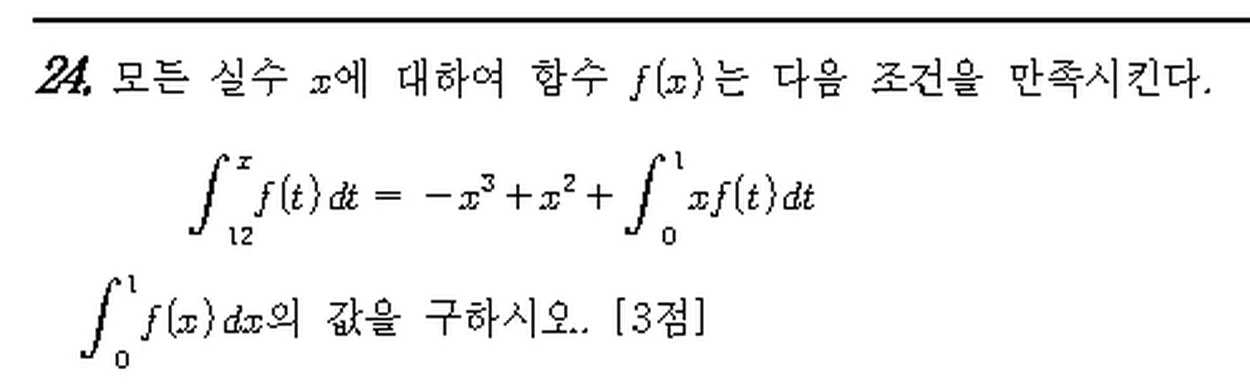 24. 모든 실수 x에 대하여 함수 f(x)는 다음 조건을 만족시킨다.
∫_{12}^{x} f(t)dt = -x³+x²+∫_{0}^{1} xf(t)dt
∫_{0}^{1} f(x)dx의 값을 구하시오.. [3점]